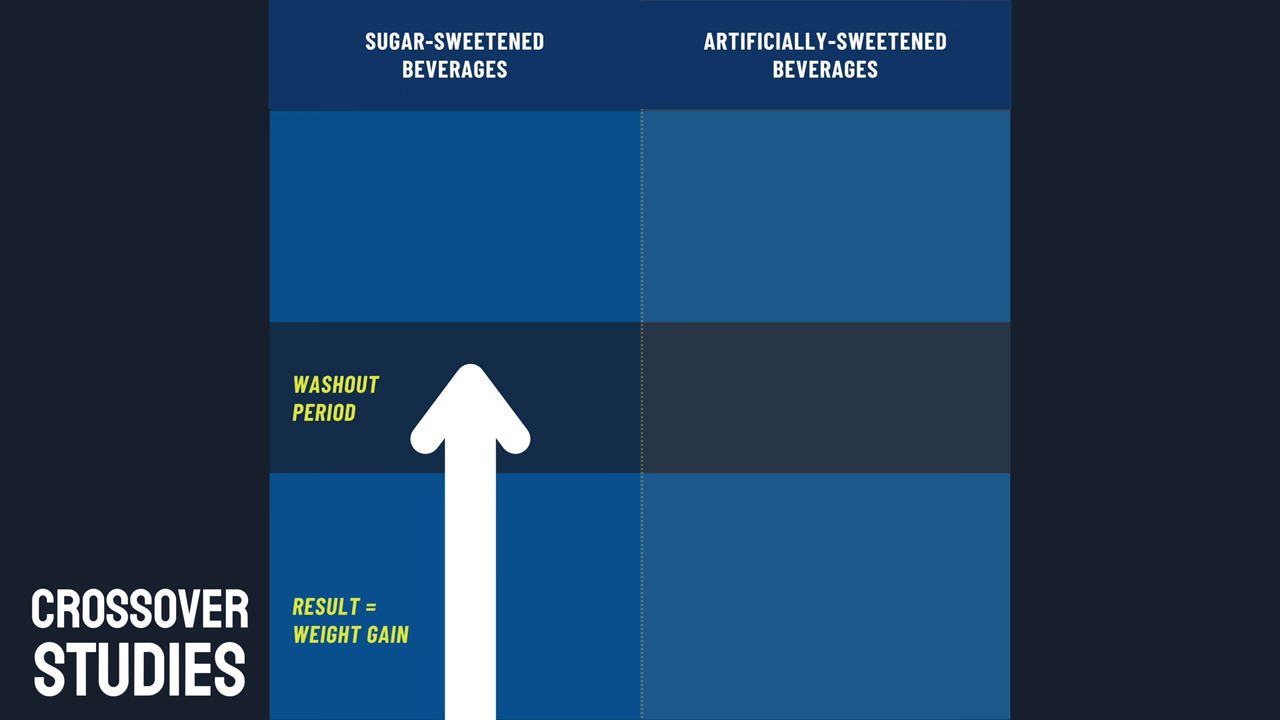 SUGAR-SWEETENED
BEVERAGES
ARTIFICIALLY-SWEETENED
BEVERAGES
WASHOUT
PERIOD
RESULT =
WEIGHT GAIN
CROSSOVER
STUDIES